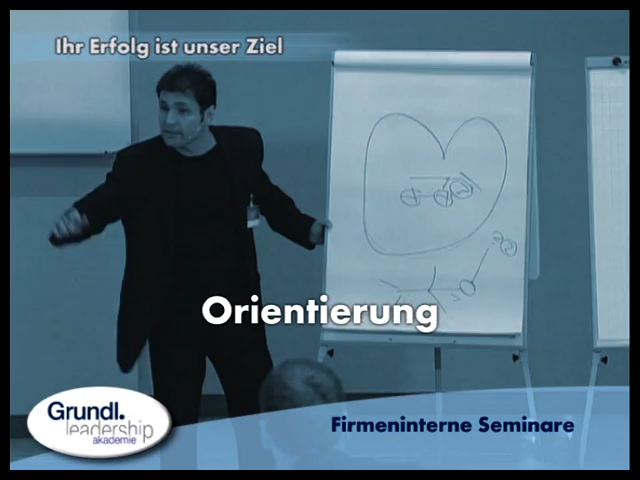 Ihr Erfolg ist unser Ziel
Orientierung
Grundl.
leadership
akademie
Firmeninterne Seminare